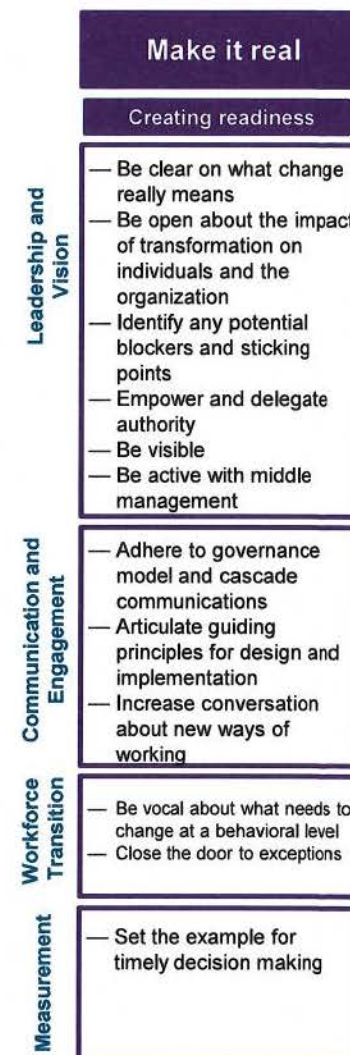 Make it real
Creating readiness
Leadership and
Vision
— Be clear on what change
really means
— Be open about the impact
of transformation on
individuals and the
organization
— Identify any potential
blockers and sticking
points
— Empower and delegate
authority
— Be visible
— Be active with middle
management
Communication and
Engagement
— Adhere to governance
model and cascade
communications
— Articulate guiding
principles for design and
implementation
— Increase conversation
about new ways of
working
Workforce
Transition
— Be vocal about what needs to
change at a behavioral level
— Close the door to exceptions
Measurement
— Set the example for
timely decision making